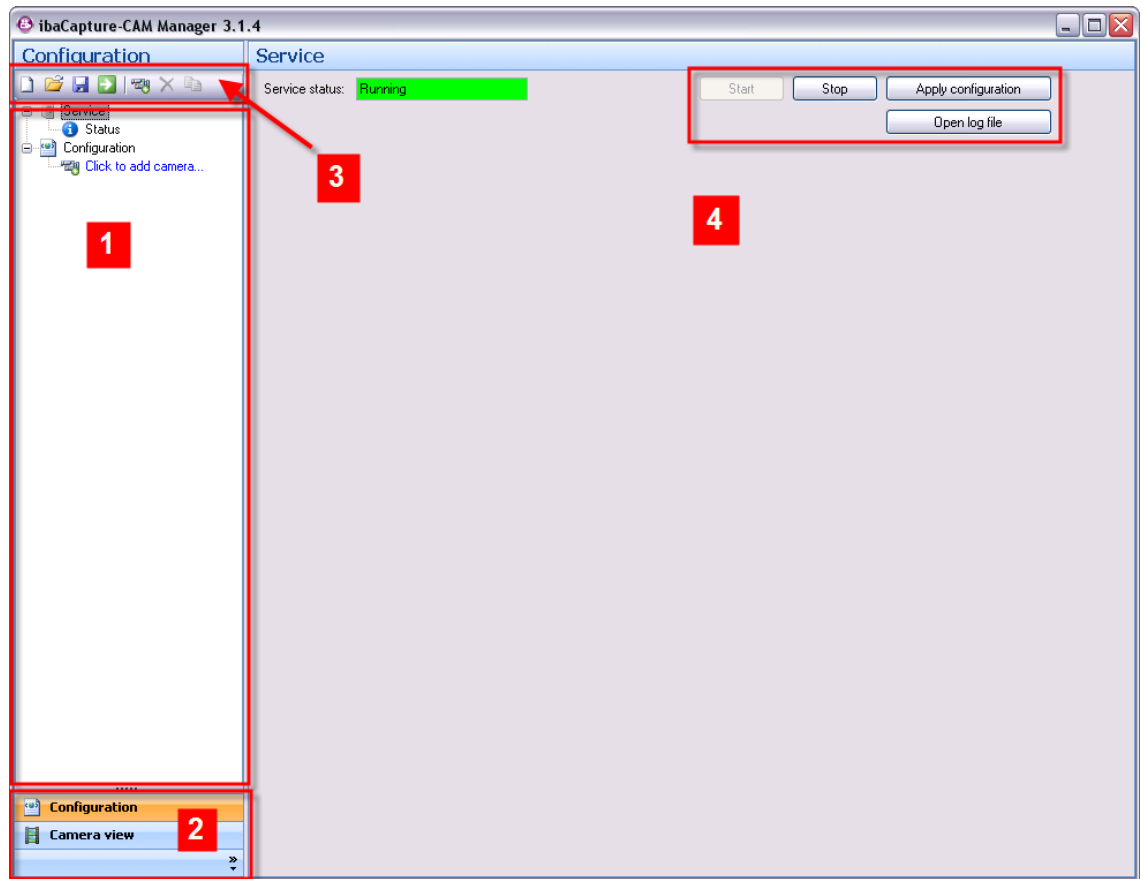 ibaCapture-CAM Manager 3.1.4
Configuration
Service
Service status: Running
Start
Stop
Apply configuration
Open log file
Service
Status
Configuration
Click to add camera...
3
4
1
Configuration
Camera view
2